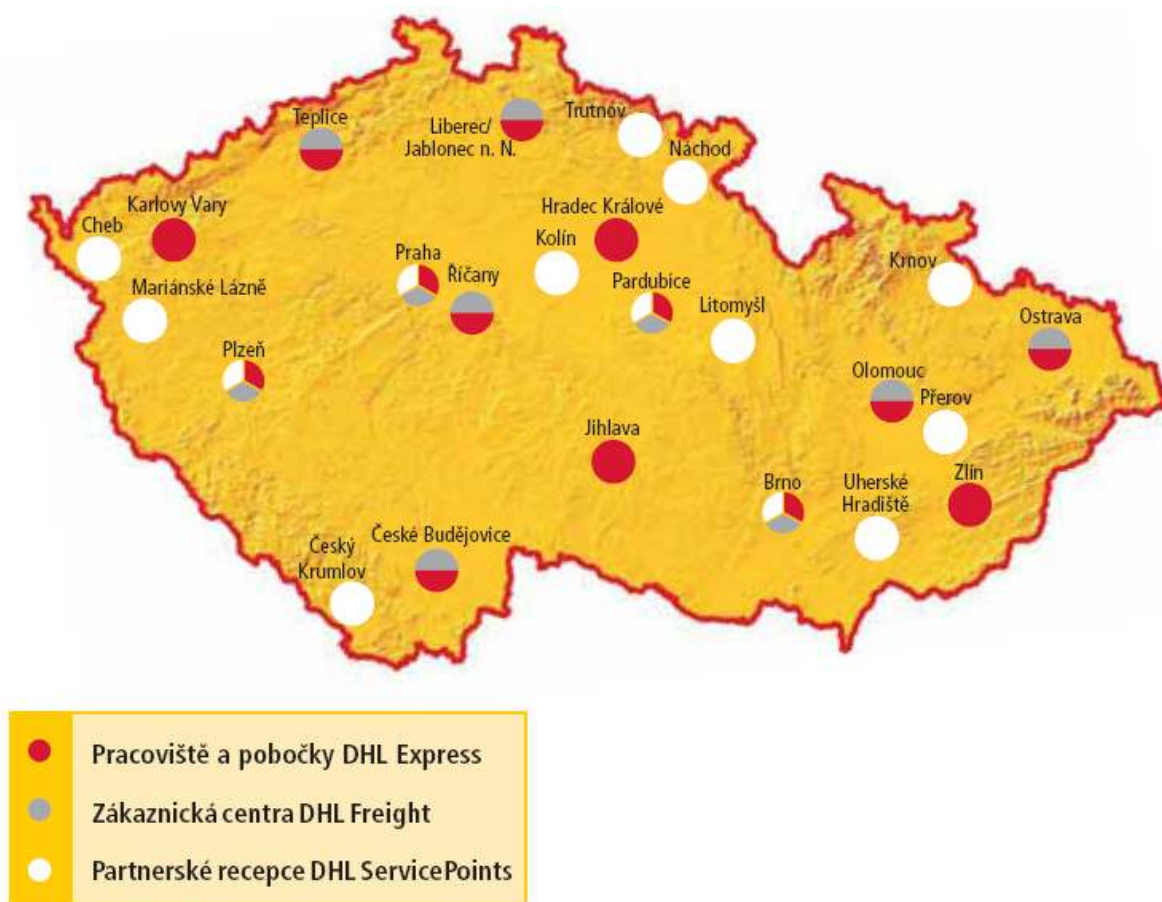 Teplice
Liberec/
Jablonec n. N.
Trutnov
Náchod
Karlovy Vary
Cheb
Hradec Králové
Kolín
Praha
Říčany
Mariánské Lázně
Pardubice
Litomyšl
Krnov
Ostrava
Plzeň
Olomouc
Přerov
Jihlava
Brno
Uherské
Hradiště
Zlín
České Budějovice
Český
Krumlov
Pracoviště a pobočky DHL Express
Zákaznická centra DHL Freight
Partnerské recepce DHL ServicePoints